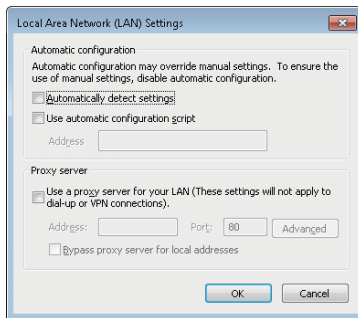 Local Area Network (LAN) Settings
Automatic configuration
Automatic configuration may override manual settings. To ensure the
use of manual settings, disable automatic configuration.
Automatically detect settings
Use automatic configuration script
Address
Proxy server
Use a proxy server for your LAN (These settings will not apply to
dial-up or VPN connections).
Address: Port: 80 Advanced
Bypass proxy server for local addresses
OK Cancel